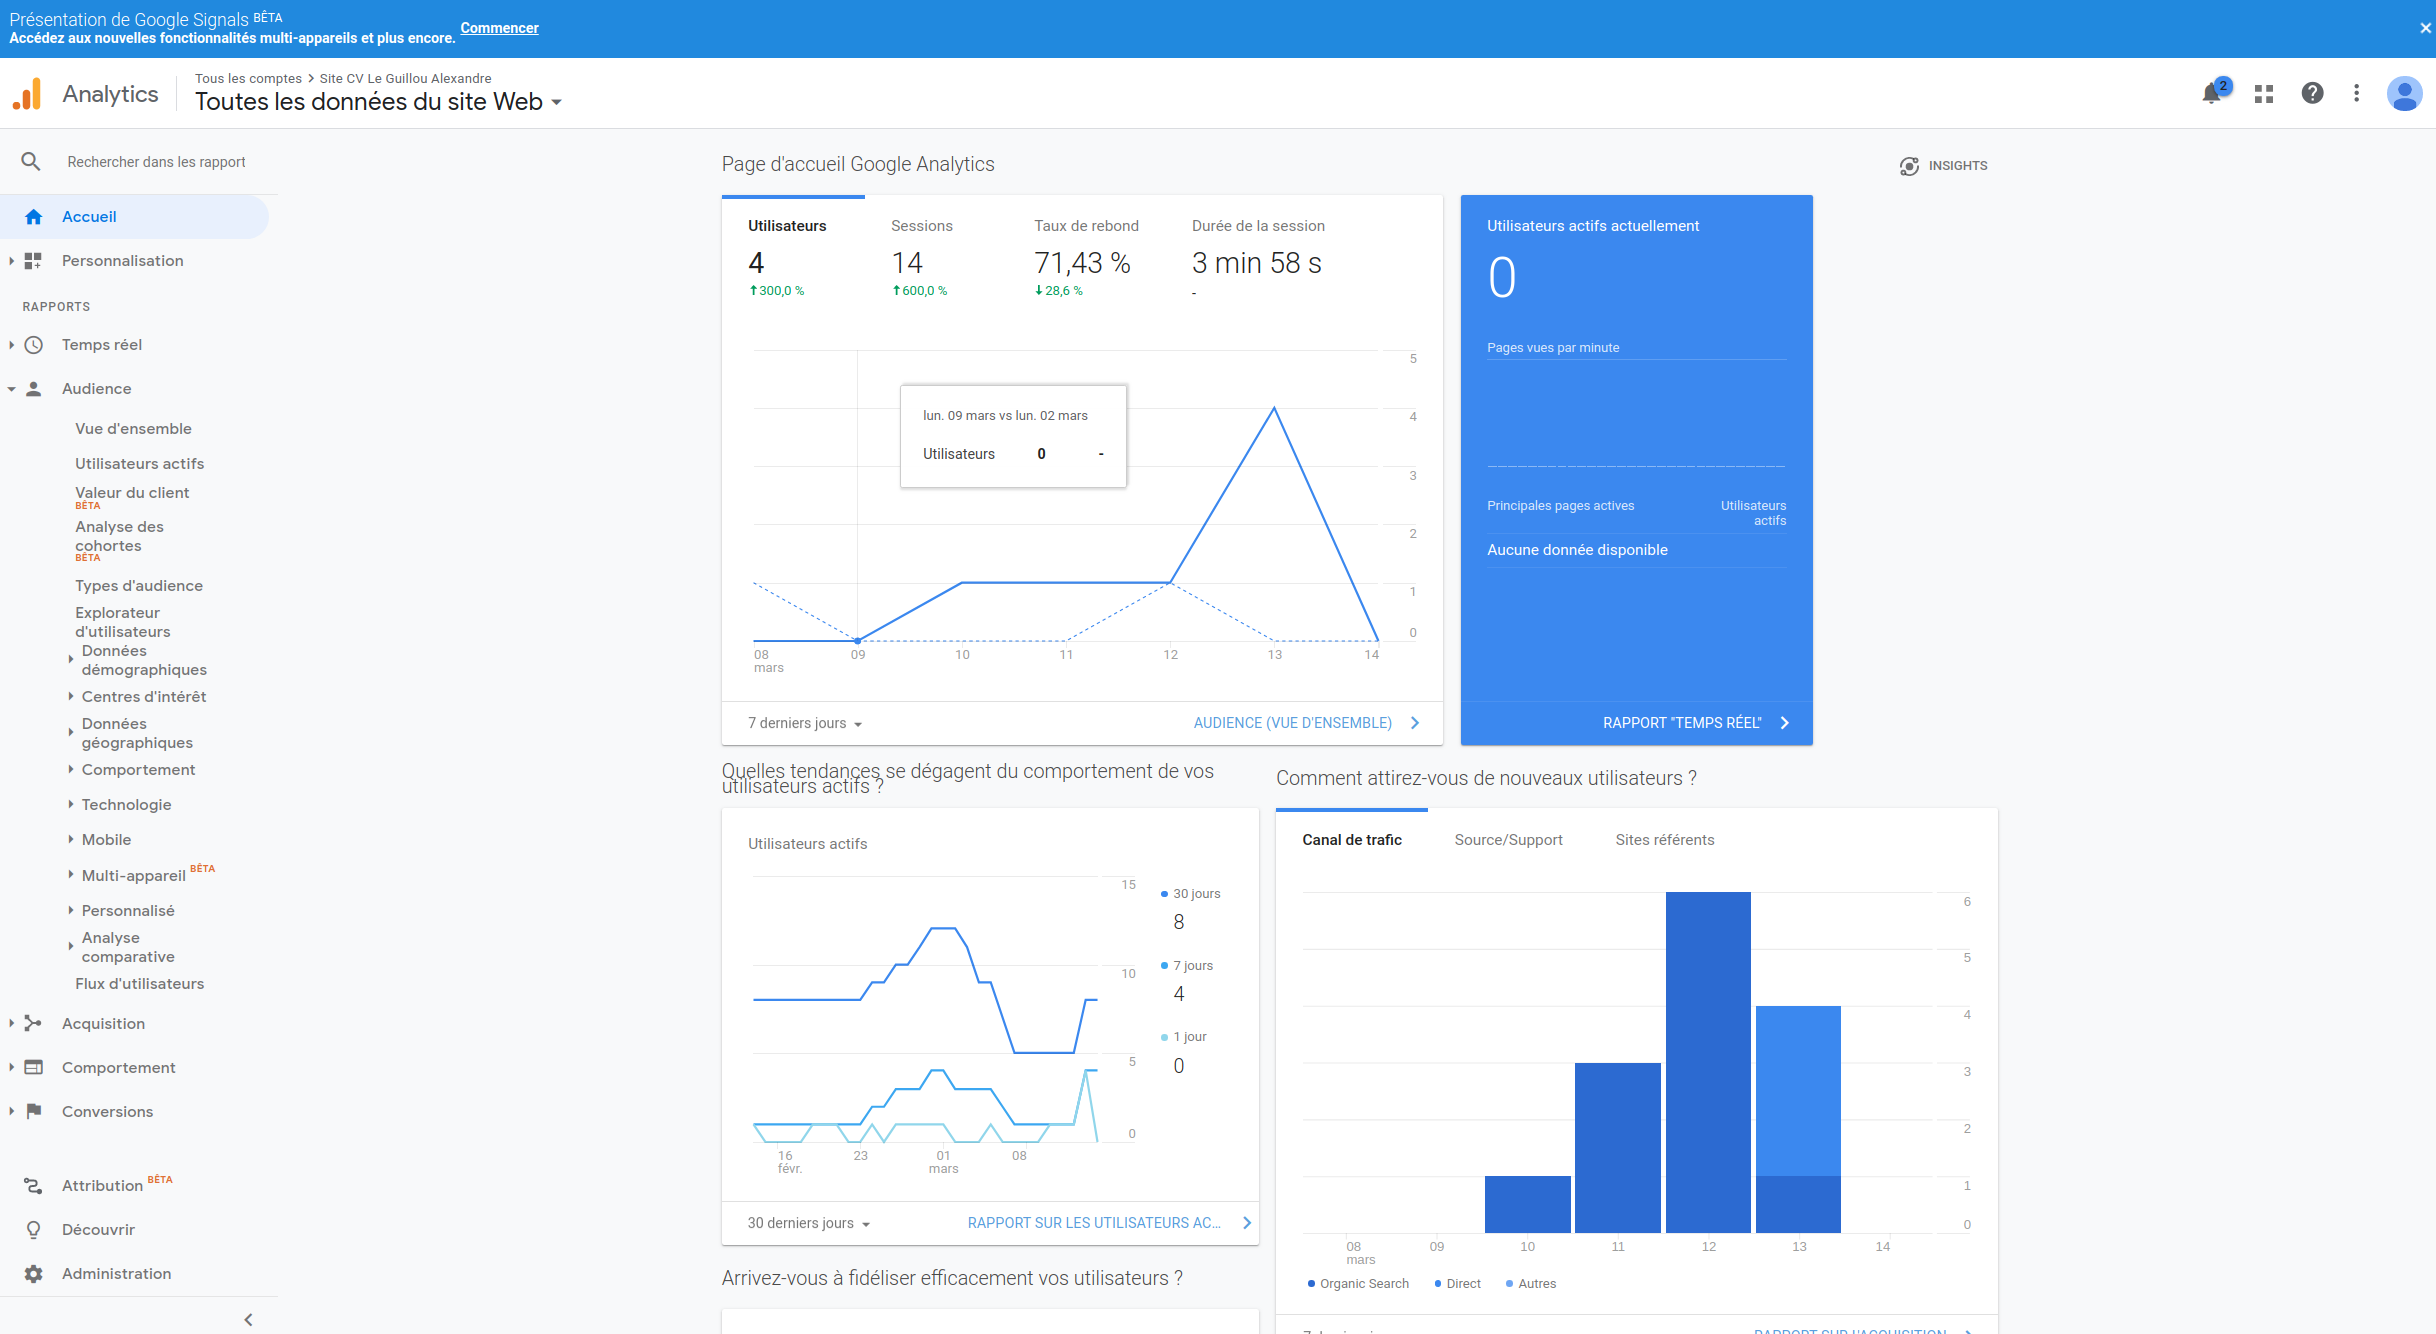 Présentation de Google Signals BÊTA
Accédez aux nouvelles fonctionnalités multi-appareils et plus encore. Commencer
Analytics
Tous les comptes > Site CV Le Guillou Alexandre
Toutes les données du site Web
2
Rechercher dans les rapport
Accueil
Personnalisation
RAPPORTS
Temps réel
Audience
Vue d'ensemble
Utilisateurs actifs
Valeur du client
BÊTA
Analyse des
cohortes
BÊTA
Types d'audience
Explorateur
d'utilisateurs
Données
démographiques
Centres d'intérêt
Données
géographiques
Comportement
Technologie
Mobile
Multi-appareil BÊTA
Personnalisé
Analyse
comparative
Flux d'utilisateurs
Acquisition
Comportement
Conversions
Attribution BÊTA
Découvrir
Administration
Page d'accueil Google Analytics
INSIGHTS
Utilisateurs
4
300,0 %
Sessions
14
600,0 %
Taux de rebond
71,43 %
28,6 %
Durée de la session
3 min 58 s
-
5
4
3
2
1
0
lun. 09 mars vs lun. 02 mars
Utilisateurs 0 -
08 09 10 11 12 13 14
mars
7 derniers jours
AUDIENCE (VUE D'ENSEMBLE)
Utilisateurs actifs actuellement
0
Pages vues par minute
Principales pages actives
Utilisateurs
actifs
Aucune donnée disponible
RAPPORT "TEMPS RÉEL"
Quelles tendances se dégagent du comportement de vos
utilisateurs actifs ?
Utilisateurs actifs
15
10
5
0
16 23 01 08
févr. mars
30 jours
8
7 jours
4
1 jour
0
30 derniers jours
RAPPORT SUR LES UTILISATEURS AC...
Comment attirez-vous de nouveaux utilisateurs ?
Canal de trafic Source/Support Sites référents
6
5
4
3
2
1
0
08 09 10 11 12 13 14
mars
Organic Search Direct Autres
RAPPORT SUR L'ACQUISITION
Arrivez-vous à fidéliser efficacement vos utilisateurs ?